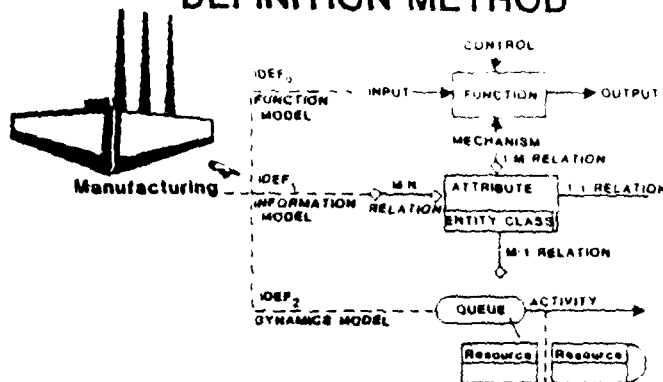 DEFINITION METHOD
CONTROL
IDEF0
FUNCTION
MODEL
INPUT
FUNCTION
OUTPUT
MECHANISM
1 M RELATION
Manufacturing
IDEF1
INFORMATION
MODEL
M N
RELATION
ATTRIBUTE
ENTITY CLASS
1 1 RELATION
M 1 RELATION
IDEF2
DYNAMICS MODEL
QUEUE
ACTIVITY
Resource
Resource